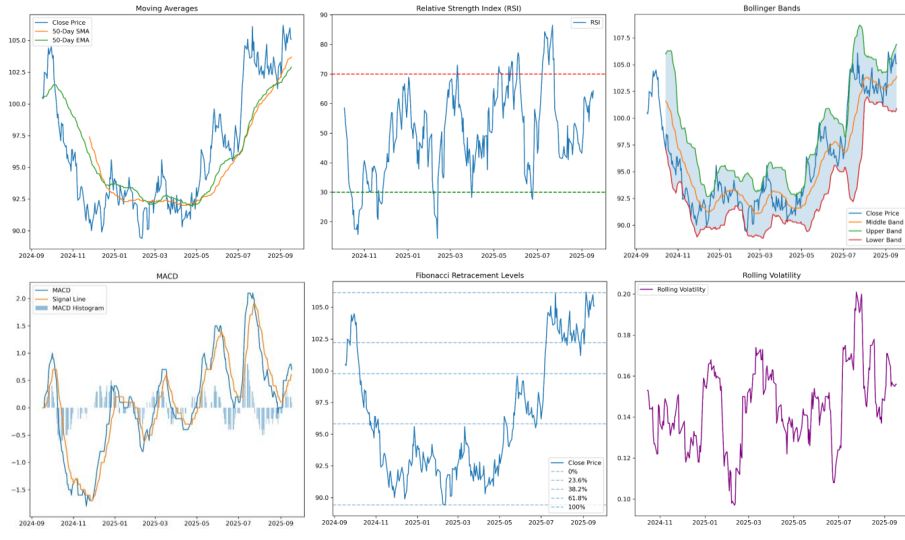 Moving Averages
Close Price
50-Day SMA
50-Day EMA
105.0
102.5
100.0
97.5
95.0
92.5
90.0
2024-09 2024-11 2025-01 2025-03 2025-05 2025-07 2025-09
Relative Strength Index (RSI)
RSI
90
80
70
60
50
40
30
20
2024-09 2024-11 2025-01 2025-03 2025-05 2025-07 2025-09
Bollinger Bands
107.5
105.0
102.5
100.0
97.5
95.0
92.5
90.0
Close Price
Middle Band
Upper Band
Lower Band
2024-09 2024-11 2025-01 2025-03 2025-05 2025-07 2025-09
MACD
MACD
Signal Line
MACD Histogram
2.0
1.5
1.0
0.5
0.0
-0.5
-1.0
-1.5
2024-09 2024-11 2025-01 2025-03 2025-05 2025-07 2025-09
Fibonacci Retracement Levels
105.0
102.5
100.0
97.5
95.0
92.5
90.0
Close Price
0%
23.6%
38.2%
61.8%
100%
2024-09 2024-11 2025-01 2025-03 2025-05 2025-07 2025-09
Rolling Volatility
Rolling Volatility
0.20
0.18
0.16
0.14
0.12
0.10
2024-11 2025-01 2025-03 2025-05 2025-07 2025-09